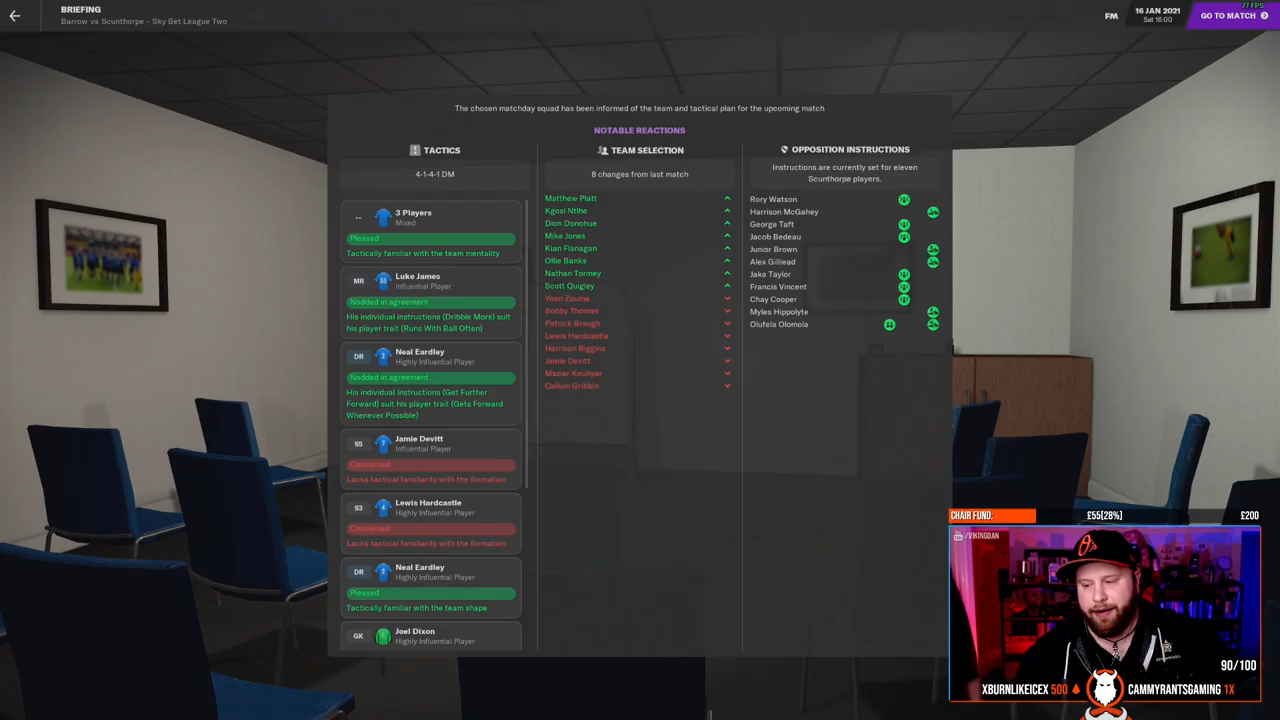 BRIEFING
Barrow vs Scunthorpe - Sky Bet League Two
FM
16 JAN 2021
Sat 16:00
77 FPS
GO TO MATCH
The chosen matchday squad has been informed of the team and tactical plan for the upcoming match
NOTABLE REACTIONS
TACTICS
4-1-4-1 DM
-- 3 Players
Mixed
Pleased
Tactically familiar with the team mentality
MR Luke James
Influential Player
Nodded in agreement
His individual instructions (Dribble More) suit
his player trait (Runs With Ball Often)
DR Neal Eardley
Highly Influential Player
Nodded in agreement
His individual instructions (Get Further
Forward) suit his player trait (Gets Forward
Whenever Possible)
S5 Jamie Devitt
Influential Player
Concerned
Lacks tactical familiarity with the formation
S3 Lewis Hardcastle
Highly Influential Player
Concerned
Lacks tactical familiarity with the formation
DR Neal Eardley
Highly Influential Player
Pleased
Tactically familiar with the team shape
GK Joel Dixon
Highly Influential Player
TEAM SELECTION
8 changes from last match
Matthew Platt
Kgosi Ntlhe
Dion Donohue
Mike Jones
Kian Flanagan
Ollie Banks
Nathan Tormey
Scott Quigley
Yoan Zouma
Bobby Thomas
Patrick Brough
Lewis Hardcastle
Harrison Biggins
Jamie Devitt
Maziar Kouhyar
Callum Gribbin
OPPOSITION INSTRUCTIONS
Instructions are currently set for eleven
Scunthorpe players.
Rory Watson
Harrison McGahey
George Taft
Jacob Bedeau
Junior Brown
Alex Gilliead
Jake Taylor
Francis Vincent
Chay Cooper
Myles Hippolyte
Olufela Olomola
CHAIR FUND: £55(28%) £200
/VIKINGDAN
90/100
XBURNLIKEICEX 500 CAMMYRANTSGAMING 1X